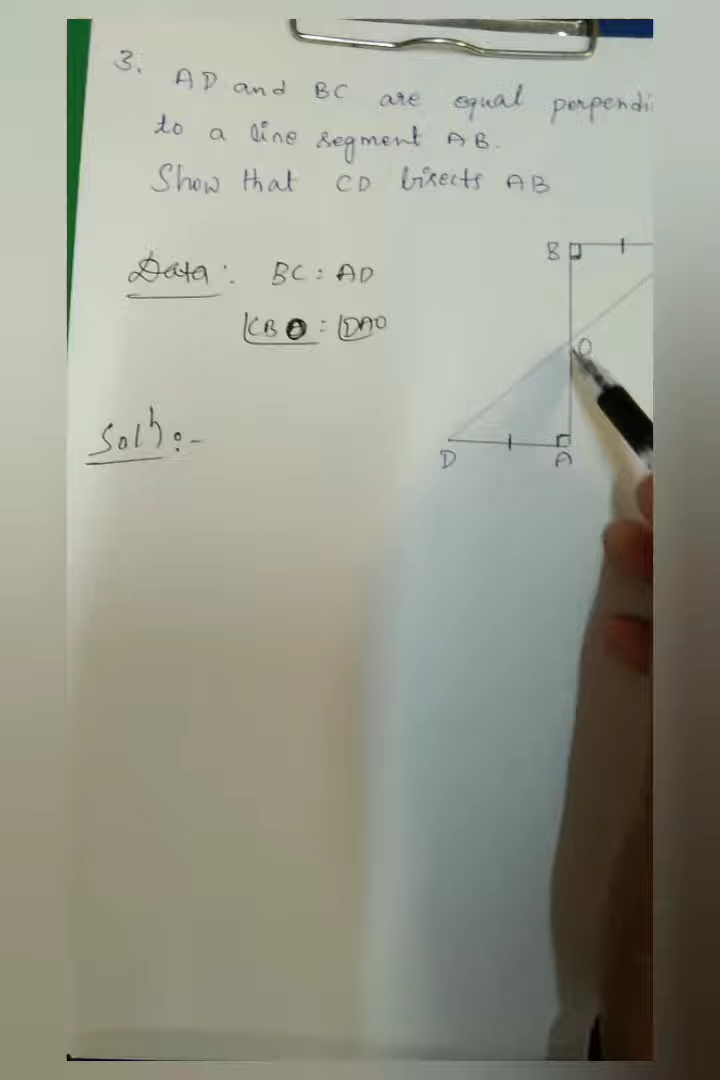 3. AD and BC are equal perpendi
to a line segment AB.
Show that CD bisects AB
Data: BC = AD
∠CBO = ∠DAO
Solⁿ:-
B
O
D A